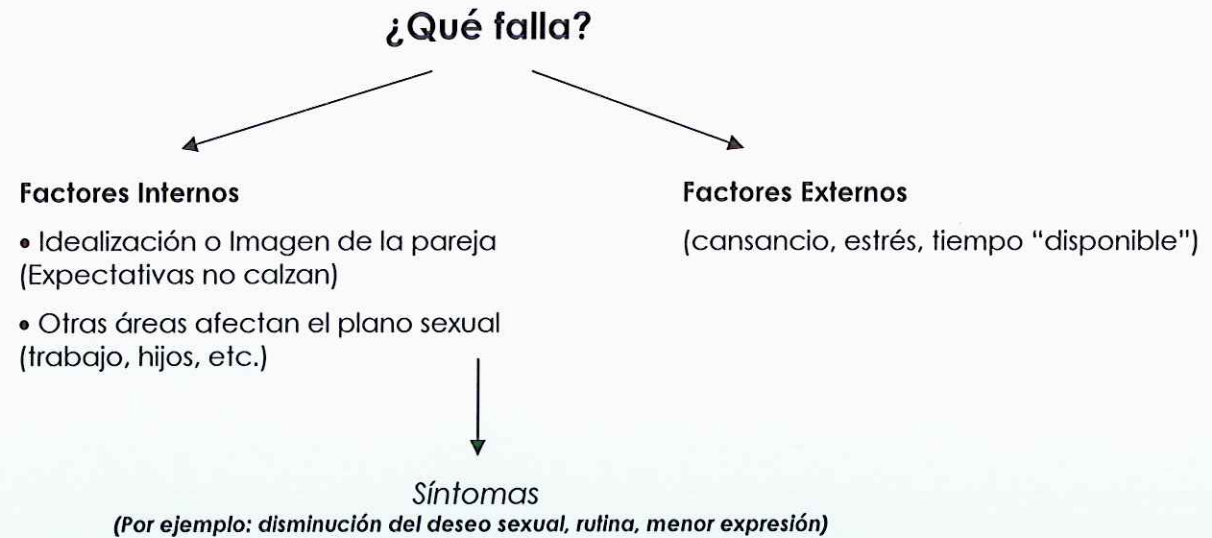 ¿Qué falla?
Factores Internos
• Idealización o Imagen de la pareja
(Expectativas no calzan)
• Otras áreas afectan el plano sexual
(trabajo, hijos, etc.)
Factores Externos
(cansancio, estrés, tiempo “disponible”)
Síntomas
(Por ejemplo: disminución del deseo sexual, rutina, menor expresión)